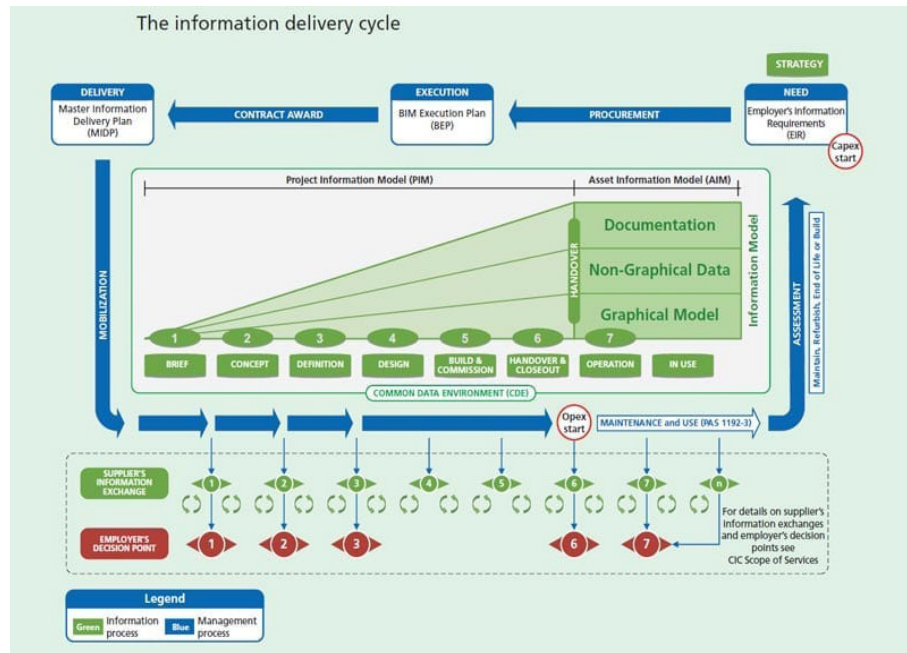 The information delivery cycle
STRATEGY
DELIVERY
Master Information
Delivery Plan
(MIDP)
CONTRACT AWARD
EXECUTION
BIM Execution Plan
(BEP)
PROCUREMENT
NEED
Employer's Information
Requirements
(EIR)
Capex
start
Project Information Model (PIM)
Asset Information Model (AIM)
MOBILIZATION
HANDOVER
Documentation
Non-Graphical Data
Graphical Model
Information Model
ASSESSMENT
Maintain, Refurbish, End of Life or Build
1
2
3
4
5
6
7
BRIEF
CONCEPT
DEFINITION
DESIGN
BUILD &
COMMISSION
HANDOVER &
CLOSEOUT
OPERATION
IN USE
COMMON DATA ENVIRONMENT (CDE)
Opex
start
MAINTENANCE and USE (PAS 1192-3)
SUPPLIER'S
INFORMATION
EXCHANGE
1
2
3
4
5
6
7
n
EMPLOYER'S
DECISION POINT
1
2
3
6
7
For details on supplier's
information exchanges
and employer's decision
points see
CIC Scope of Services
Legend
Green
Information
process
Blue
Management
process